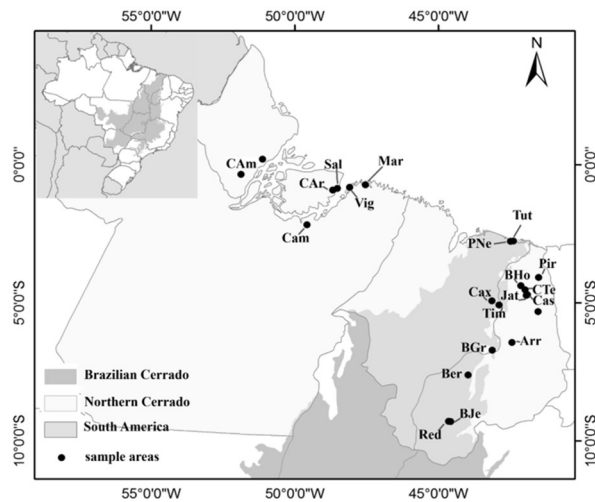 55°0'0"W 50°0'0"W 45°0'0"W
N
0°0'0"
5°0'0"S
10°0'0"S
0°0'0"
5°0'0"S
10°0'0"S
CAm
Sal
Mar
CAr
Vig
Cam
Tut
PNe
Pir
BHo
CTe
Cax
Jat
Cas
Tim
Arr
BGr
Ber
BJe
Red
Brazilian Cerrado
Northern Cerrado
South America
sample areas
55°0'0"W 50°0'0"W 45°0'0"W